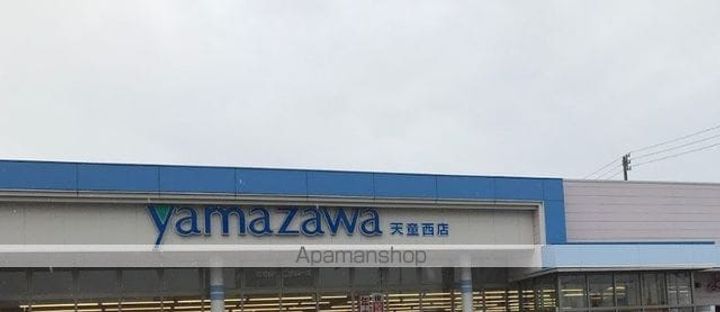 yamazawa 天童西店
Apamanshop